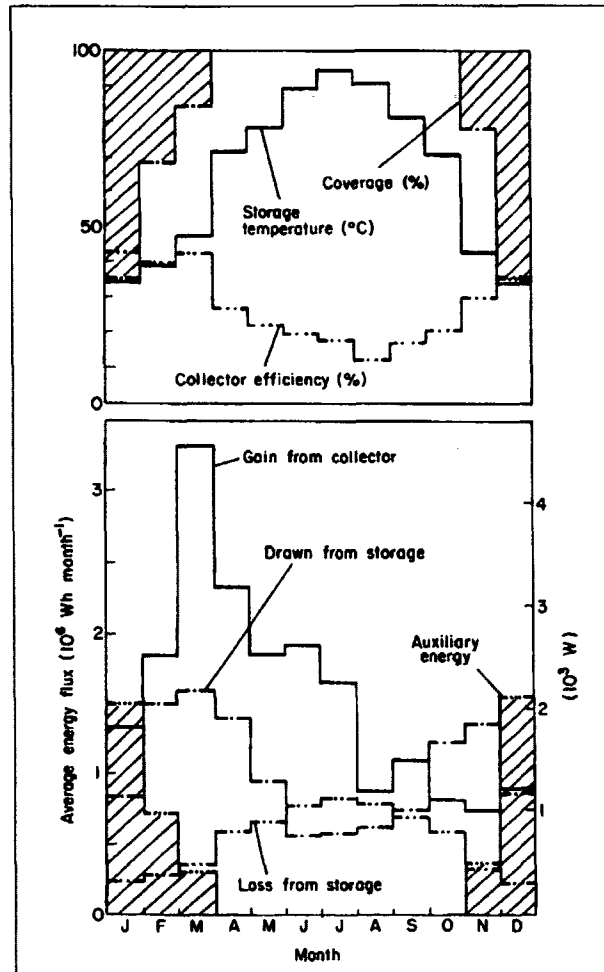 100
50
0
Storage
temperature (°C)
Coverage (%)
Collector efficiency (%)
Average energy flux (10⁶ Wh month⁻¹)
3
2
1
0
Gain from collector
Drawn from storage
Auxiliary
energy
Loss from storage
4
3
2
1
(10³ W)
J F M A M J J A S O N D
Month